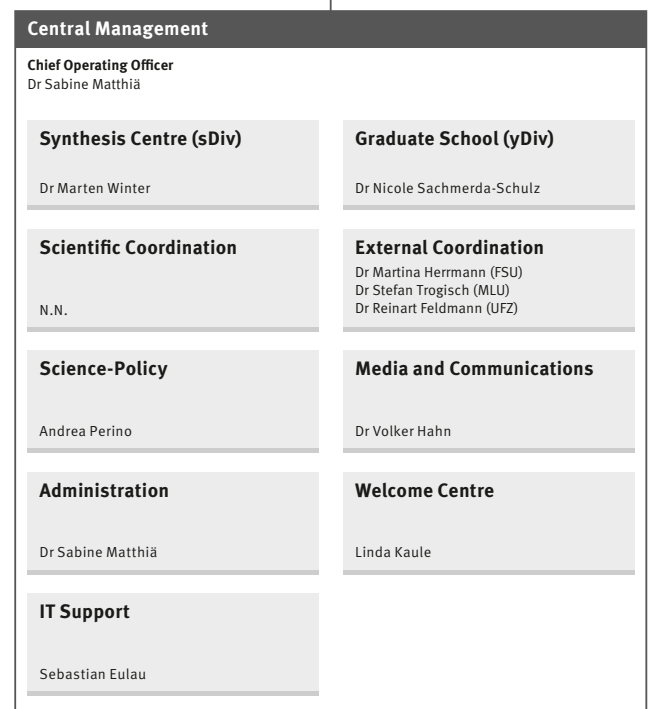 Central Management
Chief Operating Officer
Dr Sabine Matthiä
Synthesis Centre (sDiv)
Dr Marten Winter
Graduate School (yDiv)
Dr Nicole Sachmerda-Schulz
Scientific Coordination
N.N.
External Coordination
Dr Martina Herrmann (FSU)
Dr Stefan Trogisch (MLU)
Dr Reinart Feldmann (UFZ)
Science-Policy
Andrea Perino
Media and Communications
Dr Volker Hahn
Administration
Dr Sabine Matthiä
Welcome Centre
Linda Kaule
IT Support
Sebastian Eulau